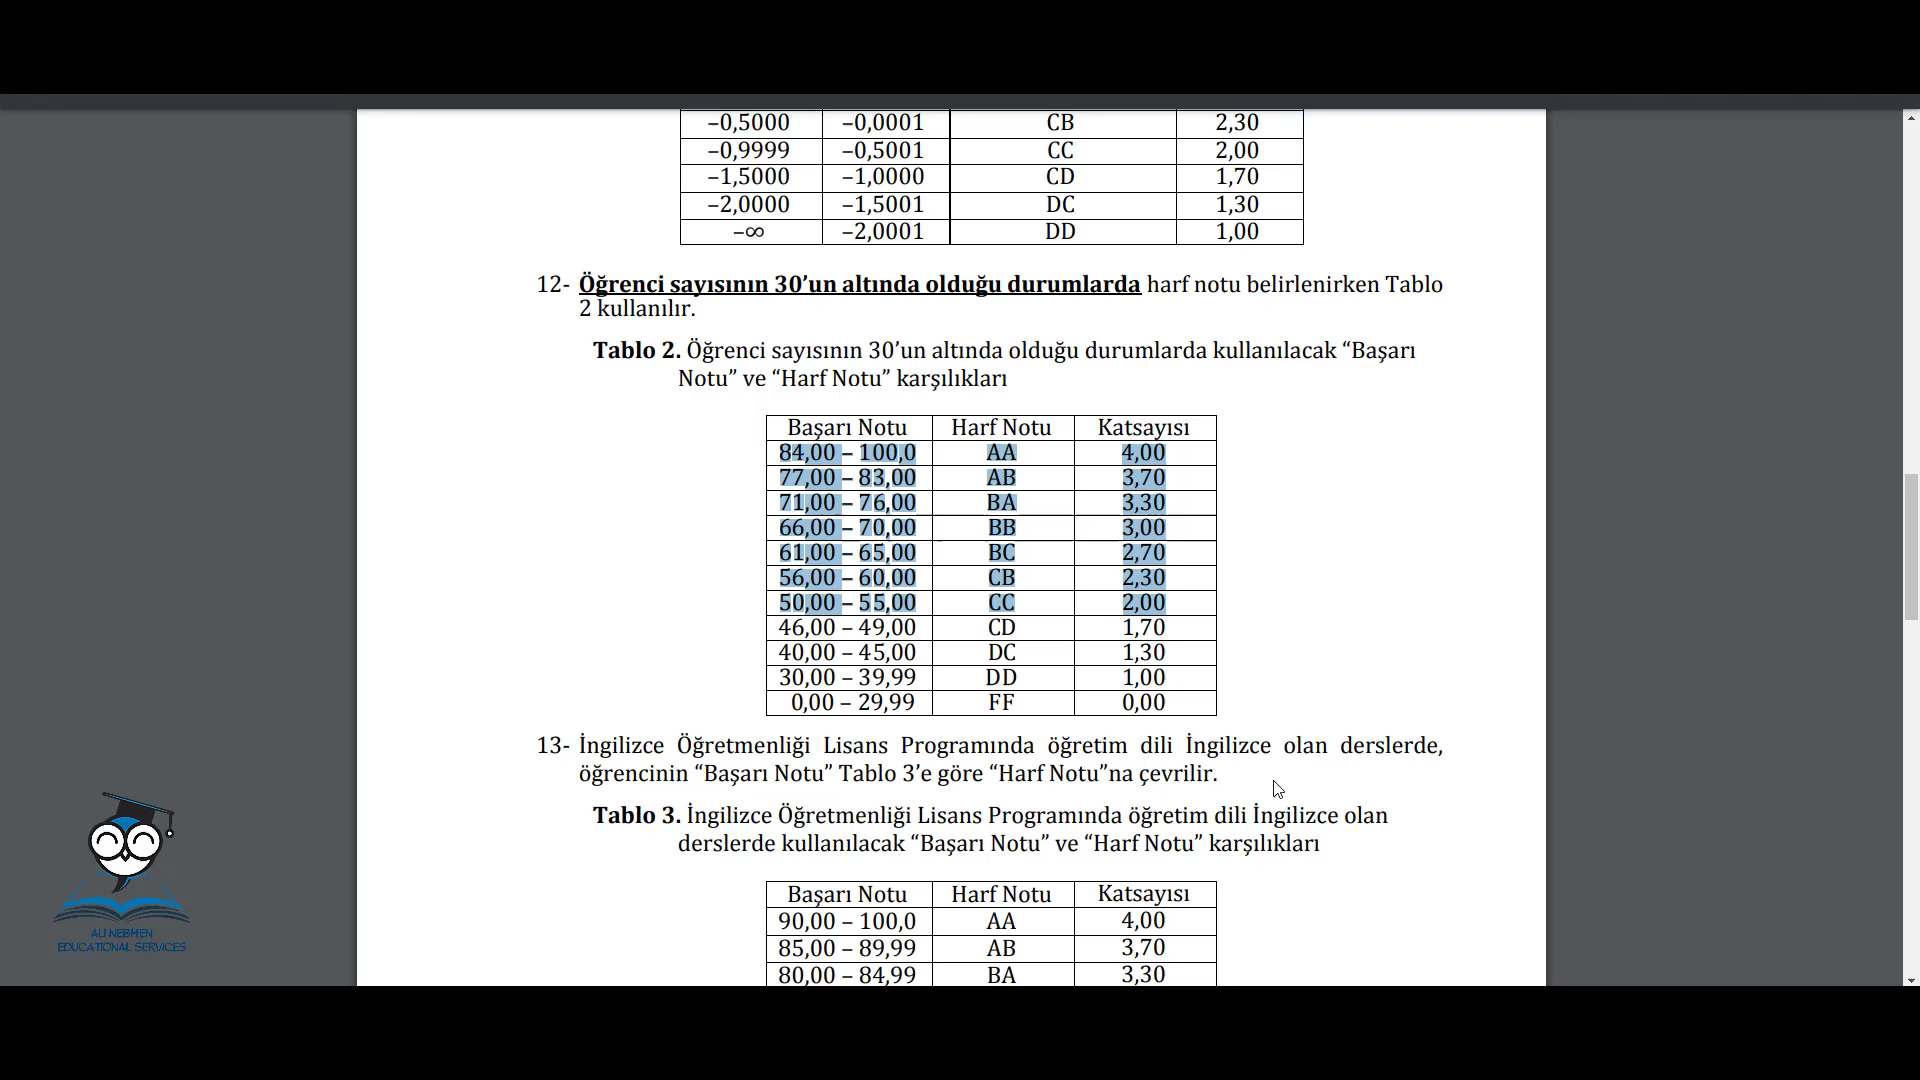 –0,5000 –0,0001 CB 2,30
–0,9999 –0,5001 CC 2,00
–1,5000 –1,0000 CD 1,70
–2,0000 –1,5001 DC 1,30
–∞ –2,0001 DD 1,00
12- Öğrenci sayısının 30’un altında olduğu durumlarda harf notu belirlenirken Tablo
2 kullanılır.
Tablo 2. Öğrenci sayısının 30’un altında olduğu durumlarda kullanılacak “Başarı
Notu” ve “Harf Notu” karşılıkları
Başarı Notu Harf Notu Katsayısı
84,00 – 100,0 AA 4,00
77,00 – 83,00 AB 3,70
71,00 – 76,00 BA 3,30
66,00 – 70,00 BB 3,00
61,00 – 65,00 BC 2,70
56,00 – 60,00 CB 2,30
50,00 – 55,00 CC 2,00
46,00 – 49,00 CD 1,70
40,00 – 45,00 DC 1,30
30,00 – 39,99 DD 1,00
0,00 – 29,99 FF 0,00
13- İngilizce Öğretmenliği Lisans Programında öğretim dili İngilizce olan derslerde,
öğrencinin “Başarı Notu” Tablo 3’e göre “Harf Notu”na çevrilir.
Tablo 3. İngilizce Öğretmenliği Lisans Programında öğretim dili İngilizce olan
derslerde kullanılacak “Başarı Notu” ve “Harf Notu” karşılıkları
Başarı Notu Harf Notu Katsayısı
90,00 – 100,0 AA 4,00
85,00 – 89,99 AB 3,70
80,00 – 84,99 BA 3,30
ALI NEBHEN
EDUCATIONAL SERVICES